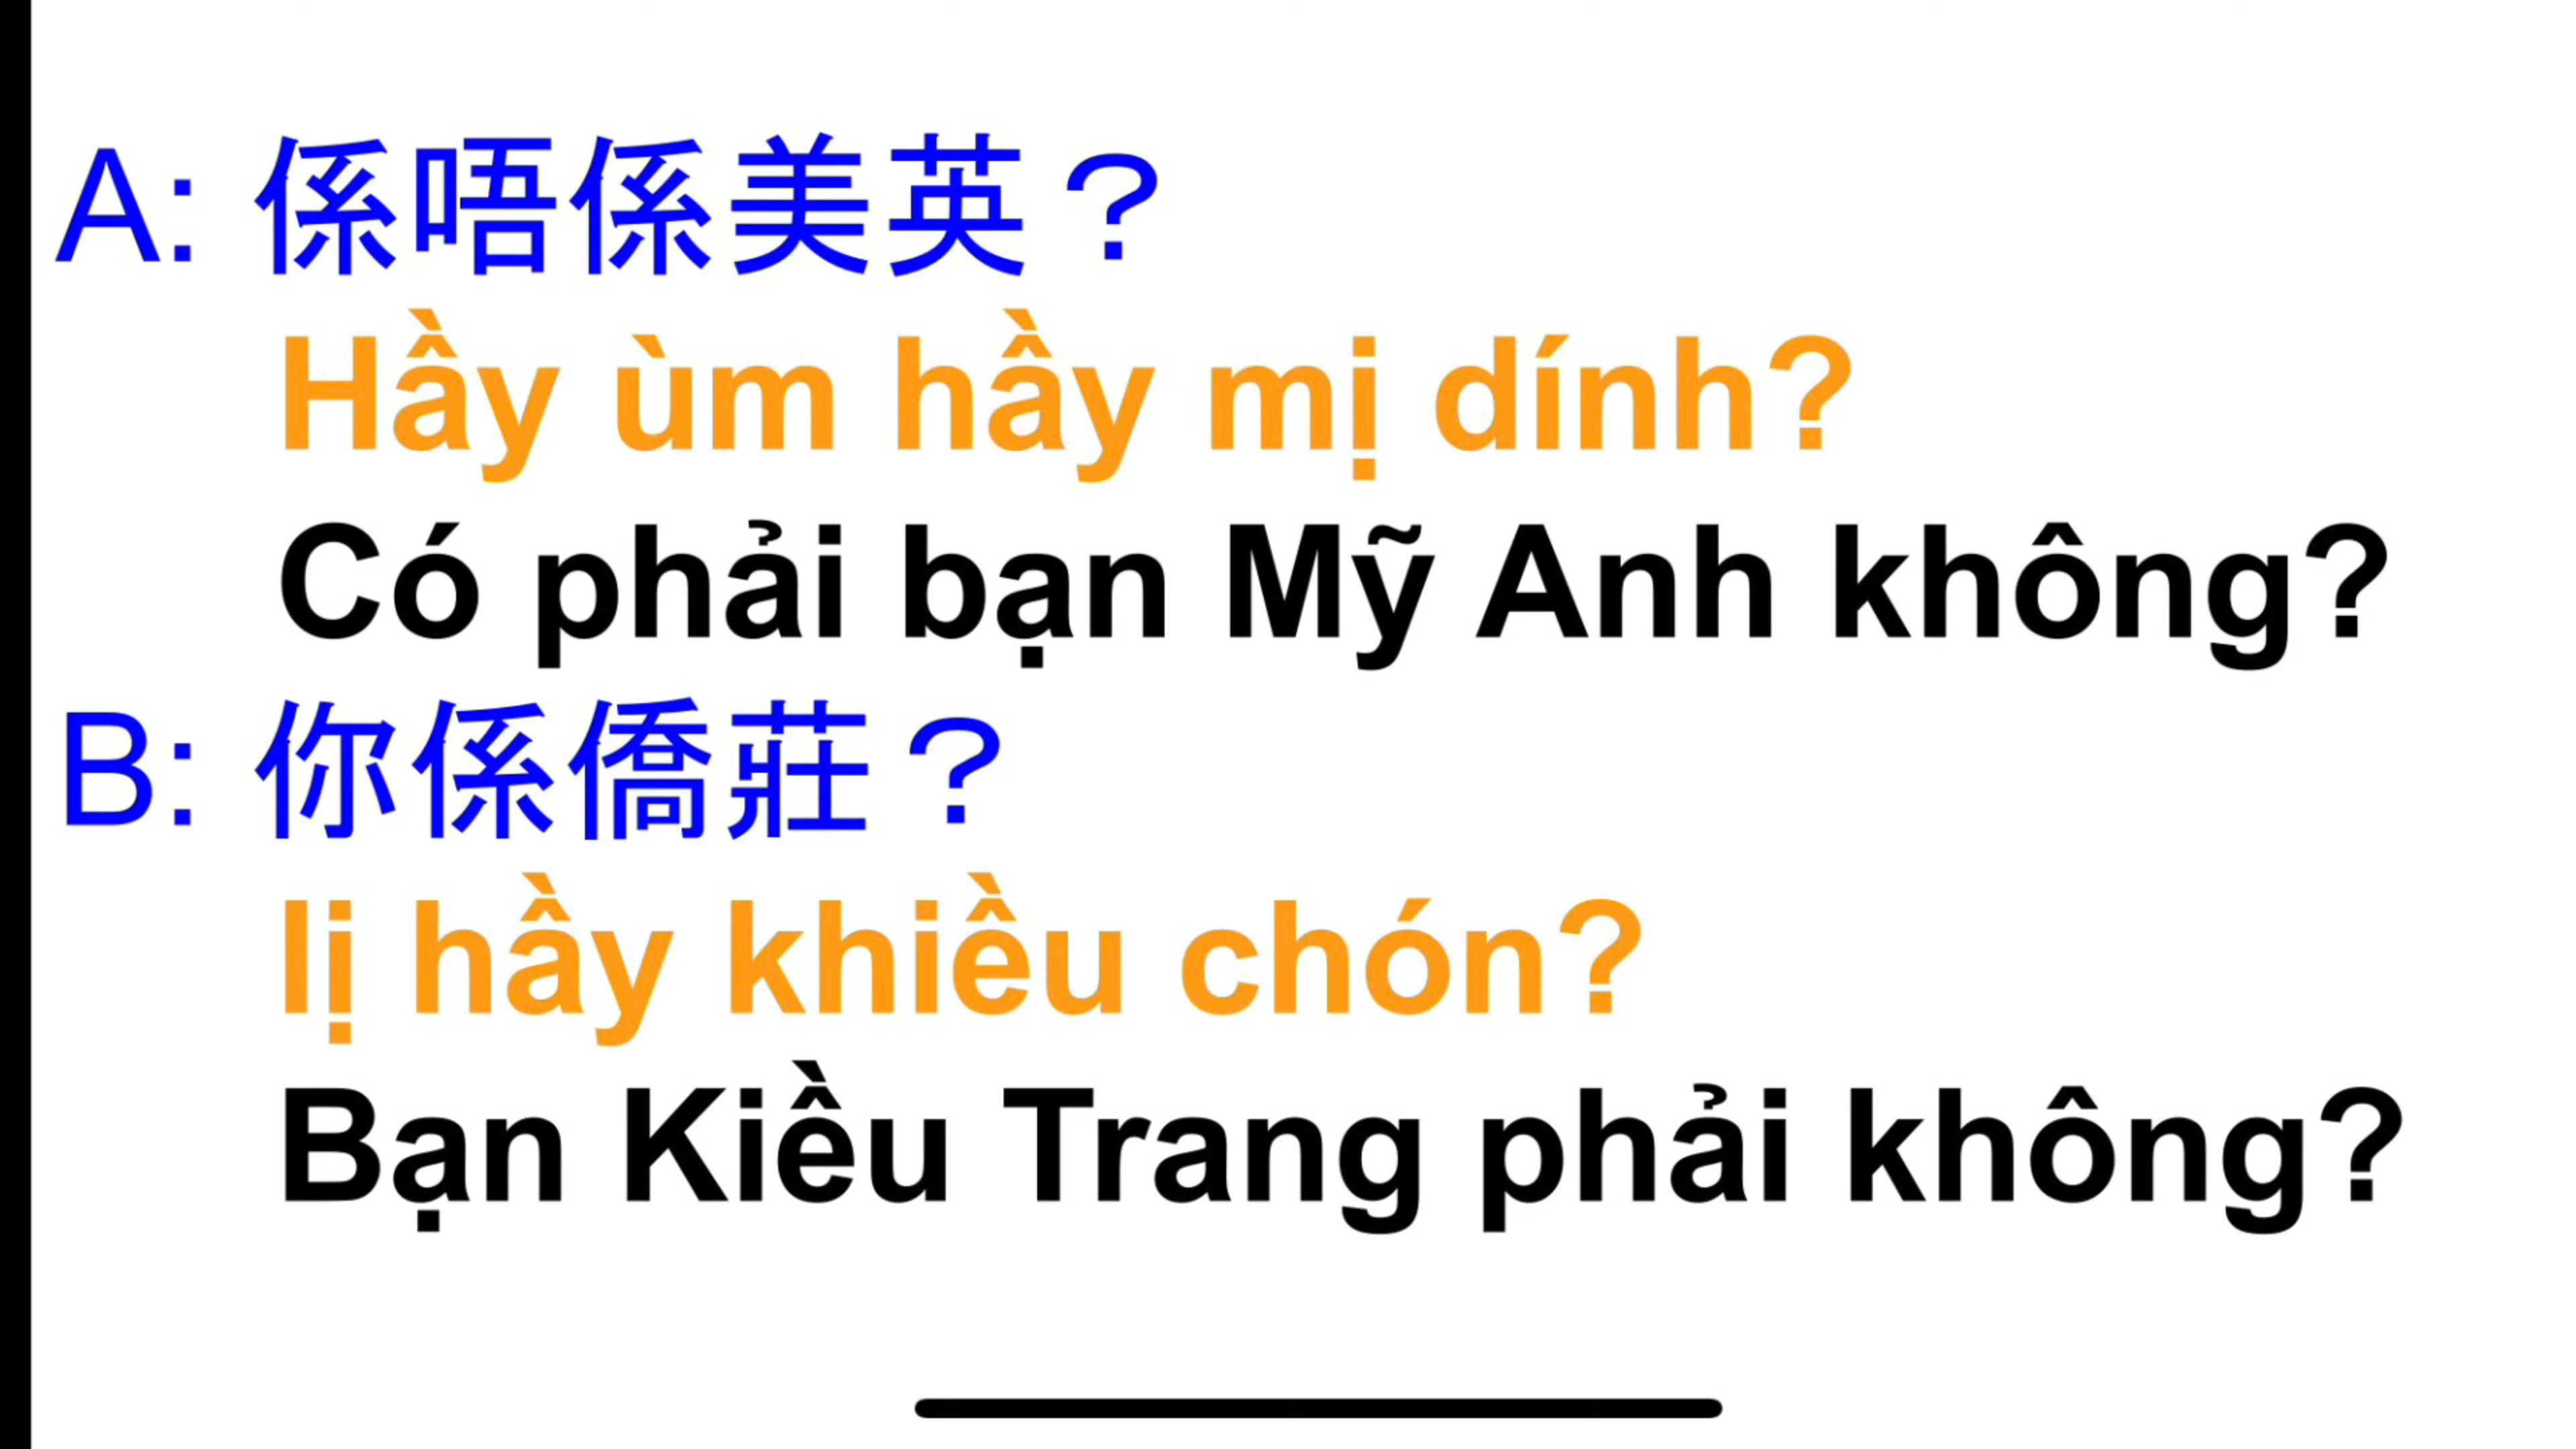 A: 係唔係美英？
Hầy ùm hầy mị dính?
Có phải bạn Mỹ Anh không?
B: 你係僑莊？
lị hầy khiều chón?
Bạn Kiều Trang phải không?